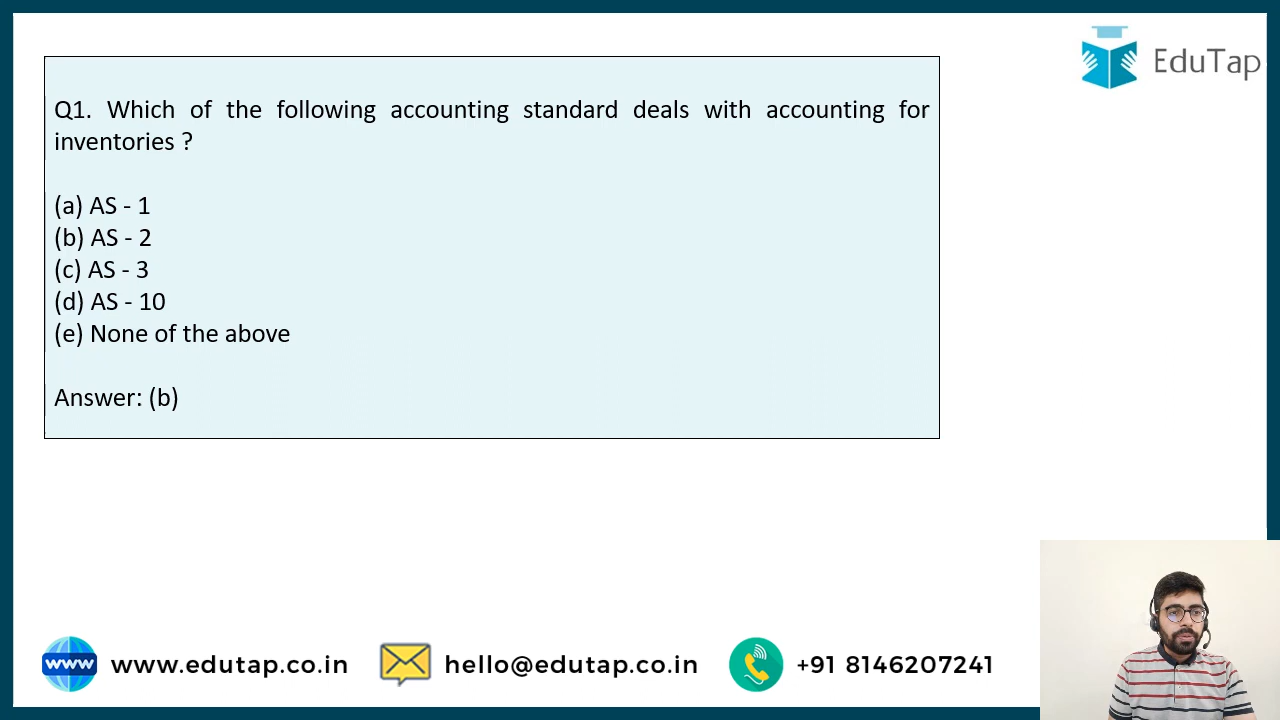 EduTap
Q1. Which of the following accounting standard deals with accounting for
inventories ?
(a) AS - 1
(b) AS - 2
(c) AS - 3
(d) AS - 10
(e) None of the above
Answer: (b)
www www.edutap.co.in hello@edutap.co.in +91 8146207241